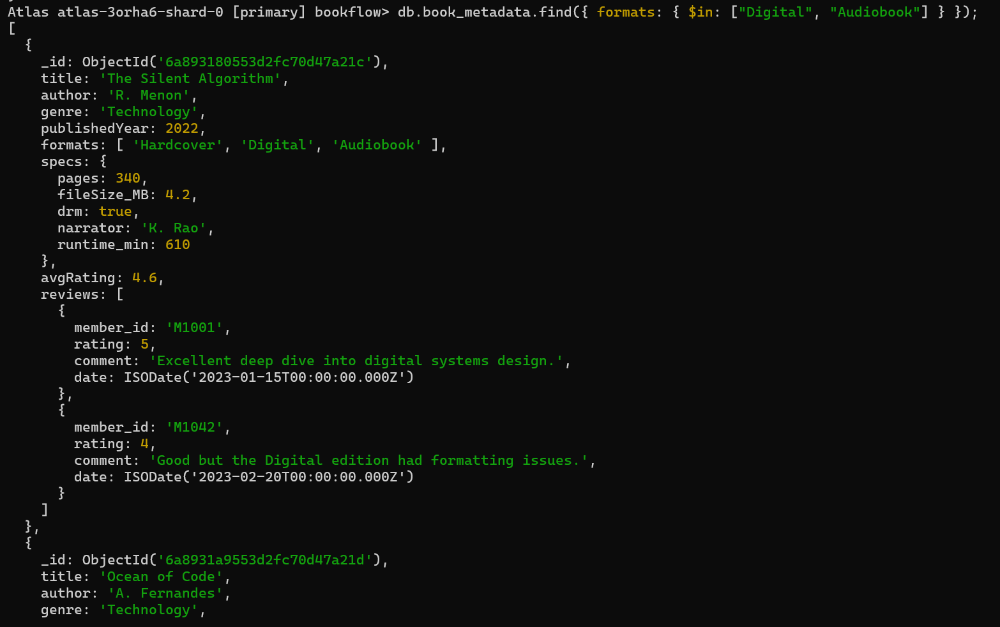 Atlas atlas-3orha6-shard-0 [primary] bookflow> db.book_metadata.find({ formats: { $in: ["Digital", "Audiobook"] } });
[
  {
    _id: ObjectId('6a893180553d2fc70d47a21c'),
    title: 'The Silent Algorithm',
    author: 'R. Menon',
    genre: 'Technology',
    publishedYear: 2022,
    formats: [ 'Hardcover', 'Digital', 'Audiobook' ],
    specs: {
      pages: 340,
      fileSize_MB: 4.2,
      drm: true,
      narrator: 'K. Rao',
      runtime_min: 610
    },
    avgRating: 4.6,
    reviews: [
      {
        member_id: 'M1001',
        rating: 5,
        comment: 'Excellent deep dive into digital systems design.',
        date: ISODate('2023-01-15T00:00:00.000Z')
      },
      {
        member_id: 'M1042',
        rating: 4,
        comment: 'Good but the Digital edition had formatting issues.',
        date: ISODate('2023-02-20T00:00:00.000Z')
      }
    ]
  },
  {
    _id: ObjectId('6a8931a9553d2fc70d47a21d'),
    title: 'Ocean of Code',
    author: 'A. Fernandes',
    genre: 'Technology',